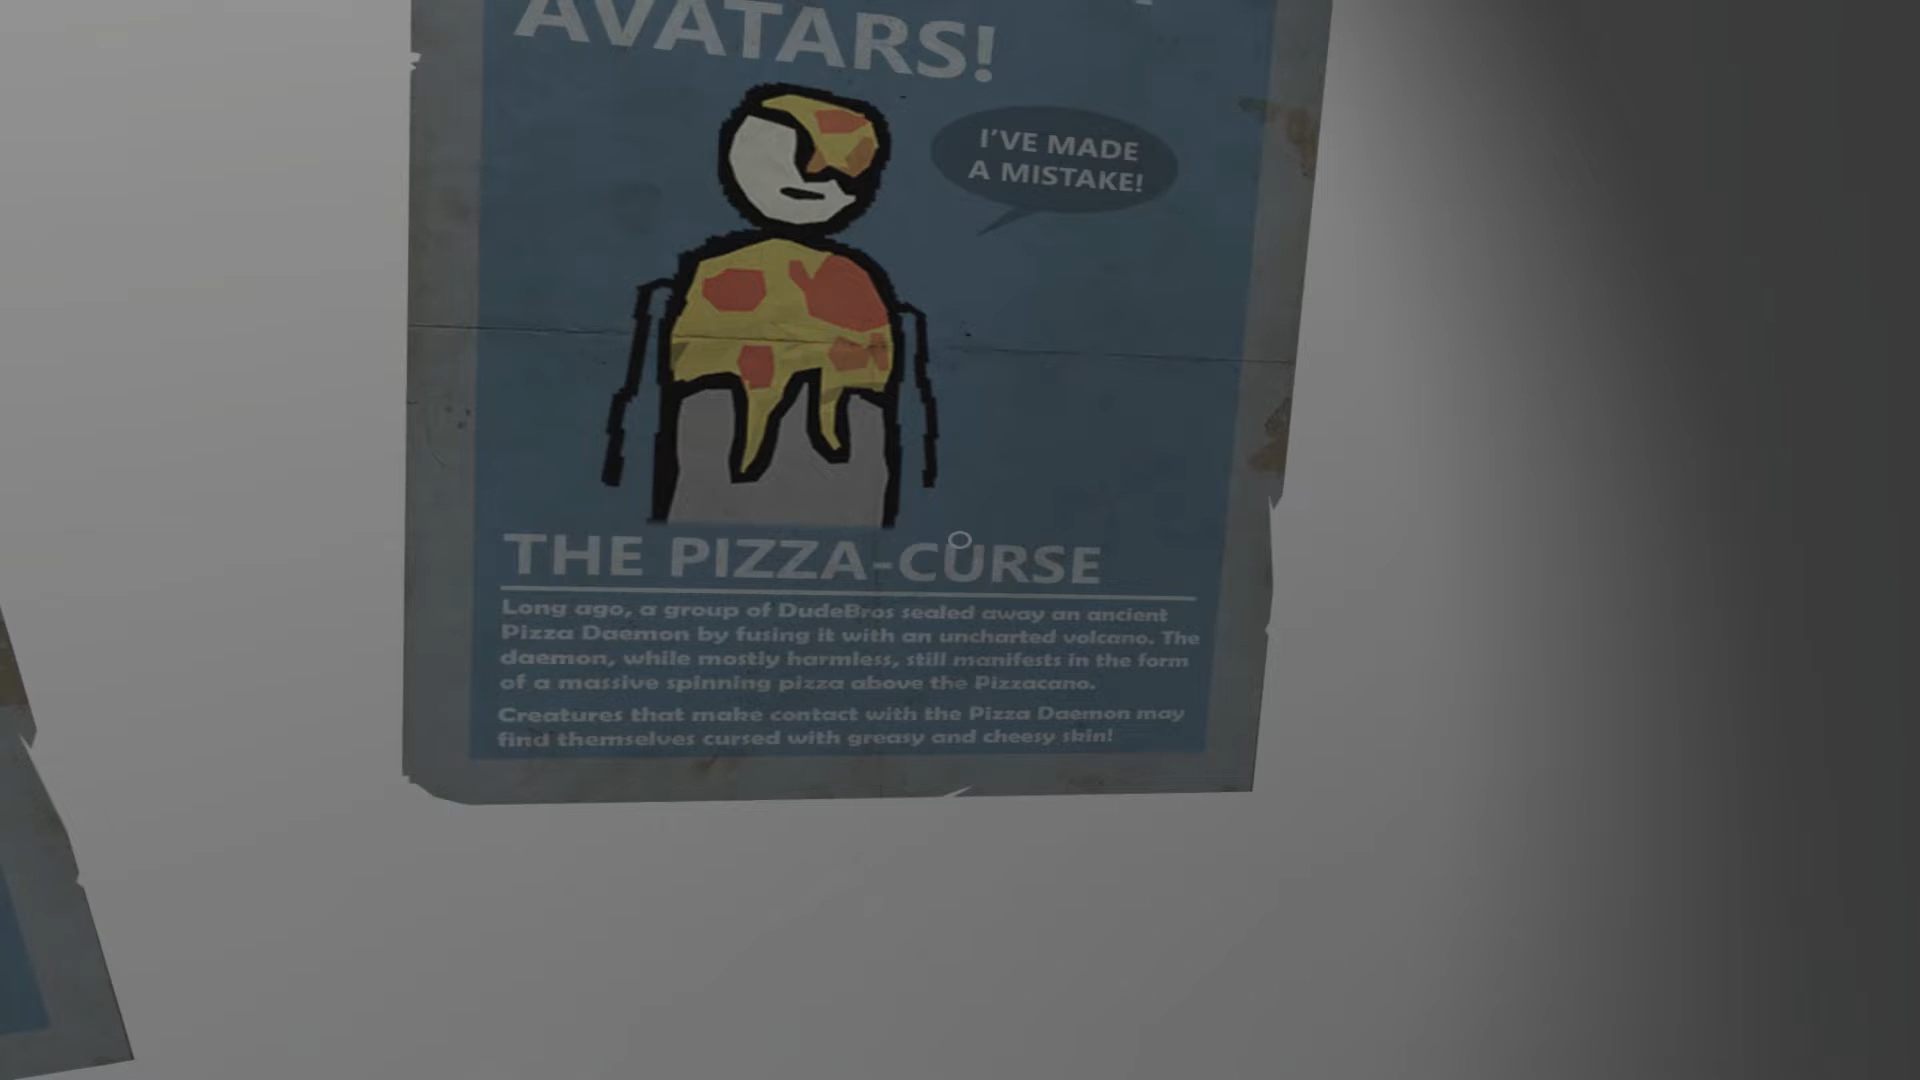 AVATARS!
I'VE MADE
A MISTAKE!
THE PIZZA-CURSE
Long ago, a group of DudeBros sealed away an ancient
Pizza Daemon by fusing it with an uncharted volcano. The
daemon, while mostly harmless, still manifests in the form
of a massive spinning pizza above the Pizzacano.
Creatures that make contact with the Pizza Daemon may
find themselves cursed with greasy and cheesy skin!